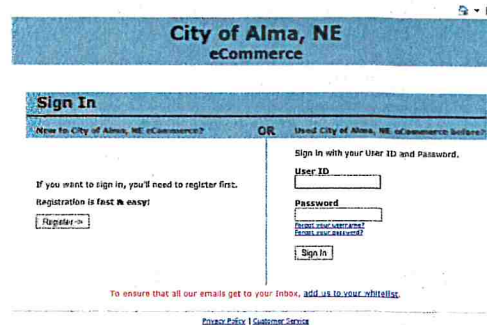 City of Alma, NE
eCommerce
Sign In
New to City of Alma, NE eCommerce?
OR
Used City of Alma, NE eCommerce before?
If you want to sign in, you'll need to register first.
Registration is fast & easy!
Register ->
Sign in with your User ID and Password.
User ID
Password
Forgot your username?
Forgot your password?
Sign In
To ensure that all our emails get to your Inbox, add us to your whitelist.
Privacy Policy | Customer Service